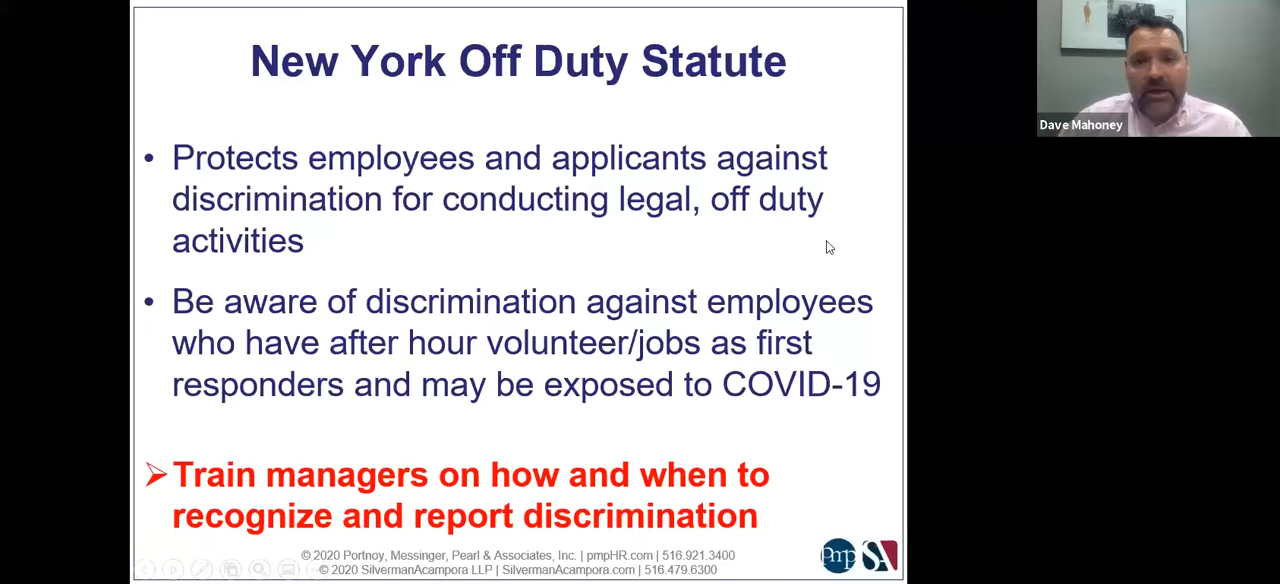 New York Off Duty Statute
• Protects employees and applicants against
discrimination for conducting legal, off duty
activities
• Be aware of discrimination against employees
who have after hour volunteer/jobs as first
responders and may be exposed to COVID-19
➢ Train managers on how and when to
recognize and report discrimination
© 2020 Portnoy, Messinger, Pearl & Associates, Inc. | pmpHR.com | 516.921.3400
© 2020 SilvermanAcampora LLP | SilvermanAcampora.com | 516.479.6300
pmp
SA
Dave Mahoney